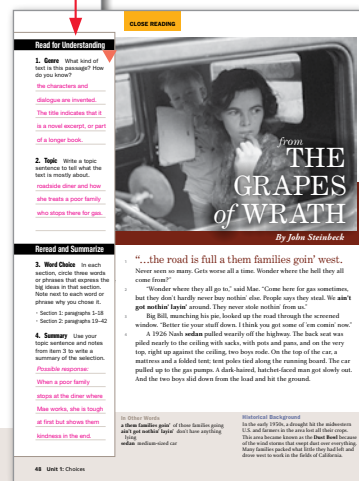 CLOSE READING
Read for Understanding
1. Genre What kind of
text is this passage? How
do you know?
the characters and
dialogue are invented.
The title indicates that it
is a novel excerpt, or part
of a longer book.
2. Topic Write a topic
sentence to tell what the
text is mostly about.
roadside diner and how
she treats a poor family
who stops there for gas.
Reread and Summarize
3. Word Choice In each
section, circle three words
or phrases that express the
big ideas in that section.
Note next to each word or
phrase why you chose it.
• Section 1: paragraphs 1–18
• Section 2: paragraphs 19–42
4. Summary Use your
topic sentence and notes
from item 3 to write a
summary of the selection.
Possible response:
When a poor family
stops at the diner where
Mae works, she is tough
at first but shows them
kindness in the end.
from
THE
GRAPES
of WRATH
By John Steinbeck
1 “...the road is full a them families goin’ west.
Never seen so many. Gets worse all a time. Wonder where the hell they all
come from?”
2 “Wonder where they all go to,” said Mae. “Come here for gas sometimes,
but they don’t hardly never buy nothin’ else. People says they steal. We ain’t
got nothin’ layin’ around. They never stole nothin’ from us.”
3 Big Bill, munching his pie, looked up the road through the screened
window. “Better tie your stuff down. I think you got some of ’em comin’ now.”
4 A 1926 Nash sedan pulled wearily off the highway. The back seat was
piled nearly to the ceiling with sacks, with pots and pans, and on the very
top, right up against the ceiling, two boys rode. On the top of the car, a
mattress and a folded tent; tent poles tied along the running board. The car
pulled up to the gas pumps. A dark-haired, hatchet-faced man got slowly out.
And the two boys slid down from the load and hit the ground.
In Other Words
a them families goin’ of those families going
ain’t got nothin’ layin’ don’t have anything
lying
sedan medium-sized car
Historical Background
In the early 1930s, a drought hit the midwestern
U.S. and farmers in the area lost all their crops.
This area became known as the Dust Bowl because
of the wind storms that swept dust over everything.
Many families packed what little they had left and
drove west to work in the fields of California.
48 Unit 1: Choices